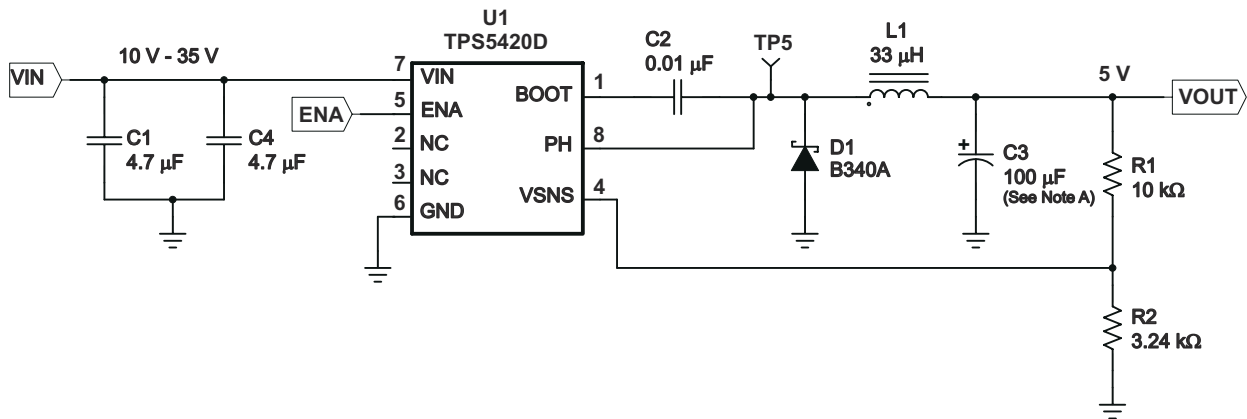 U1
TPS5420D
VIN
10 V - 35 V
C1
4.7 μF
C4
4.7 μF
ENA
7
VIN
5
ENA
2
NC
3
NC
6
GND
BOOT
1
PH
8
VSNS
4
C2
0.01 μF
TP5
D1
B340A
L1
33 μH
C3
100 μF
(See Note A)
5 V
VOUT
R1
10 kΩ
R2
3.24 kΩ